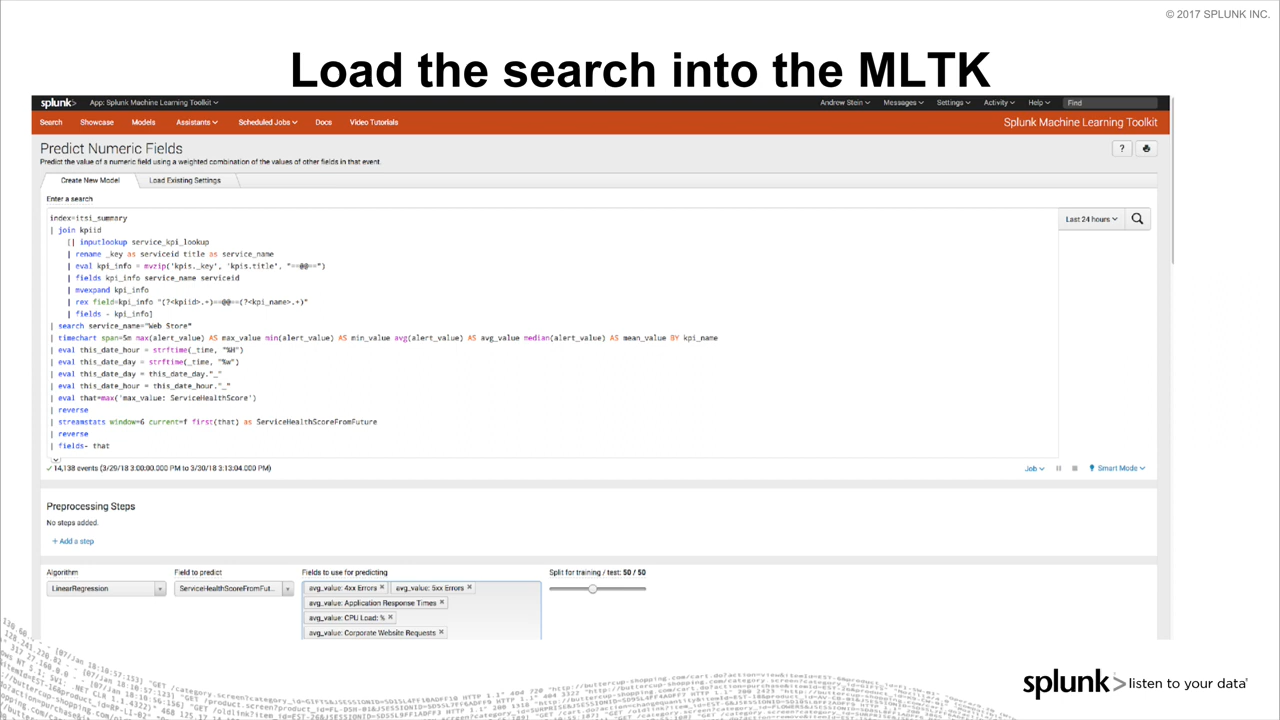 © 2017 SPLUNK INC.
Load the search into the MLTK
splunk> App: Splunk Machine Learning Toolkit Andrew Stein Messages Settings Activity Help Find
Search Showcase Models Assistants Scheduled Jobs Docs Video Tutorials Splunk Machine Learning Toolkit
Predict Numeric Fields
?
Predict the value of a numeric field using a weighted combination of the values of other fields in that event.
Create New Model Load Existing Settings
Enter a search
index=itsi_summary
Last 24 hours
| join kpiid
[| inputlookup service_kpi_lookup
| rename _key as serviceid title as service_name
| eval kpi_info = mvzip('kpis._key', 'kpis.title', "==@@==")
| fields kpi_info service_name serviceid
| mvexpand kpi_info
| rex field=kpi_info "(?<kpiid>.+)==@@==(?<kpi_name>.+)"
| fields - kpi_info]
| search service_name="Web Store"
| timechart span=5m max(alert_value) AS max_value min(alert_value) AS min_value avg(alert_value) AS avg_value median(alert_value) AS mean_value BY kpi_name
| eval this_date_hour = strftime(_time, "%H")
| eval this_date_day = strftime(_time, "%w")
| eval this_date_day = this_date_day."_"
| eval this_date_hour = this_date_hour."_"
| eval that=max('max_value: ServiceHealthScore')
| reverse
| streamstats window=6 current=f first(that) as ServiceHealthScoreFromFuture
| reverse
| fields- that
14,138 events (3/29/18 3:00:00.000 PM to 3/30/18 3:13:04.000 PM) Job Smart Mode
Preprocessing Steps
No steps added.
+ Add a step
Algorithm Field to predict Fields to use for predicting Split for training / test: 50 / 50
LinearRegression ServiceHealthScoreFromFut... avg_value: 4xx Errors avg_value: 5xx Errors
avg_value: Application Response Times
avg_value: CPU Load: %
avg_value: Corporate Website Requests
splunk> listen to your data